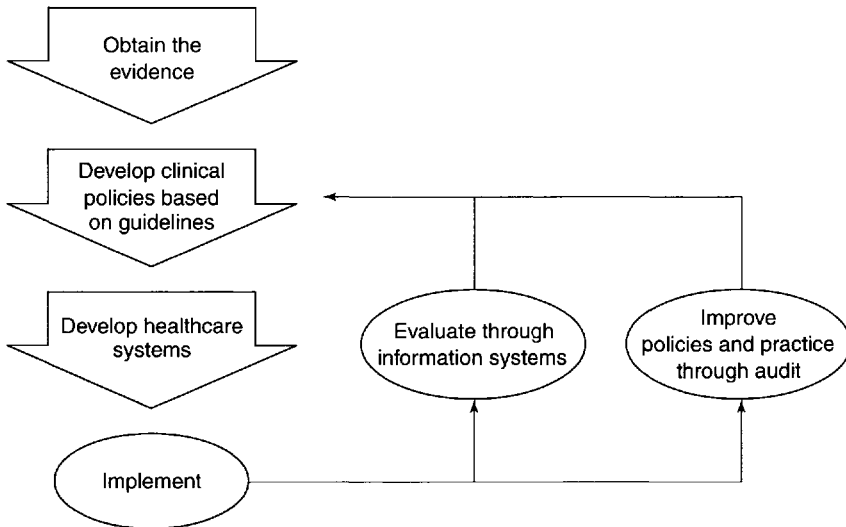 Obtain the
evidence
Develop clinical
policies based
on guidelines
Develop healthcare
systems
Evaluate through
information systems
Improve
policies and practice
through audit
Implement